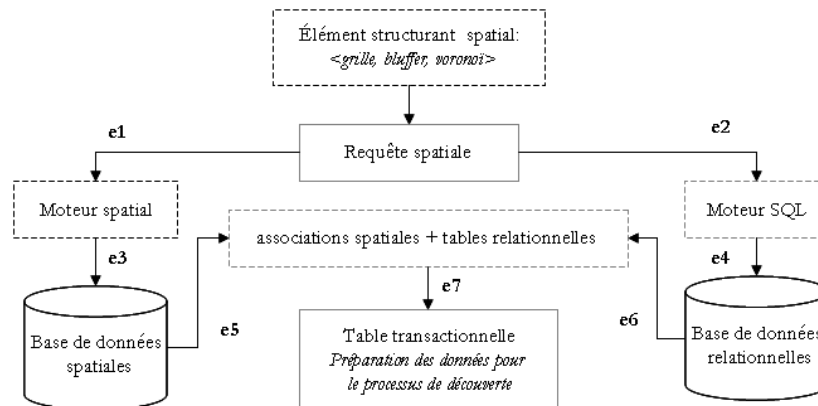 Élément structurant spatial:
<grille, bluffer, voronoï>
e1
e2
Requête spatiale
Moteur spatial
Moteur SQL
associations spatiales + tables relationnelles
e3
e4
e7
e5
e6
Base de données
spatiales
Table transactionnelle
Préparation des données pour
le processus de découverte
Base de données
relationnelles